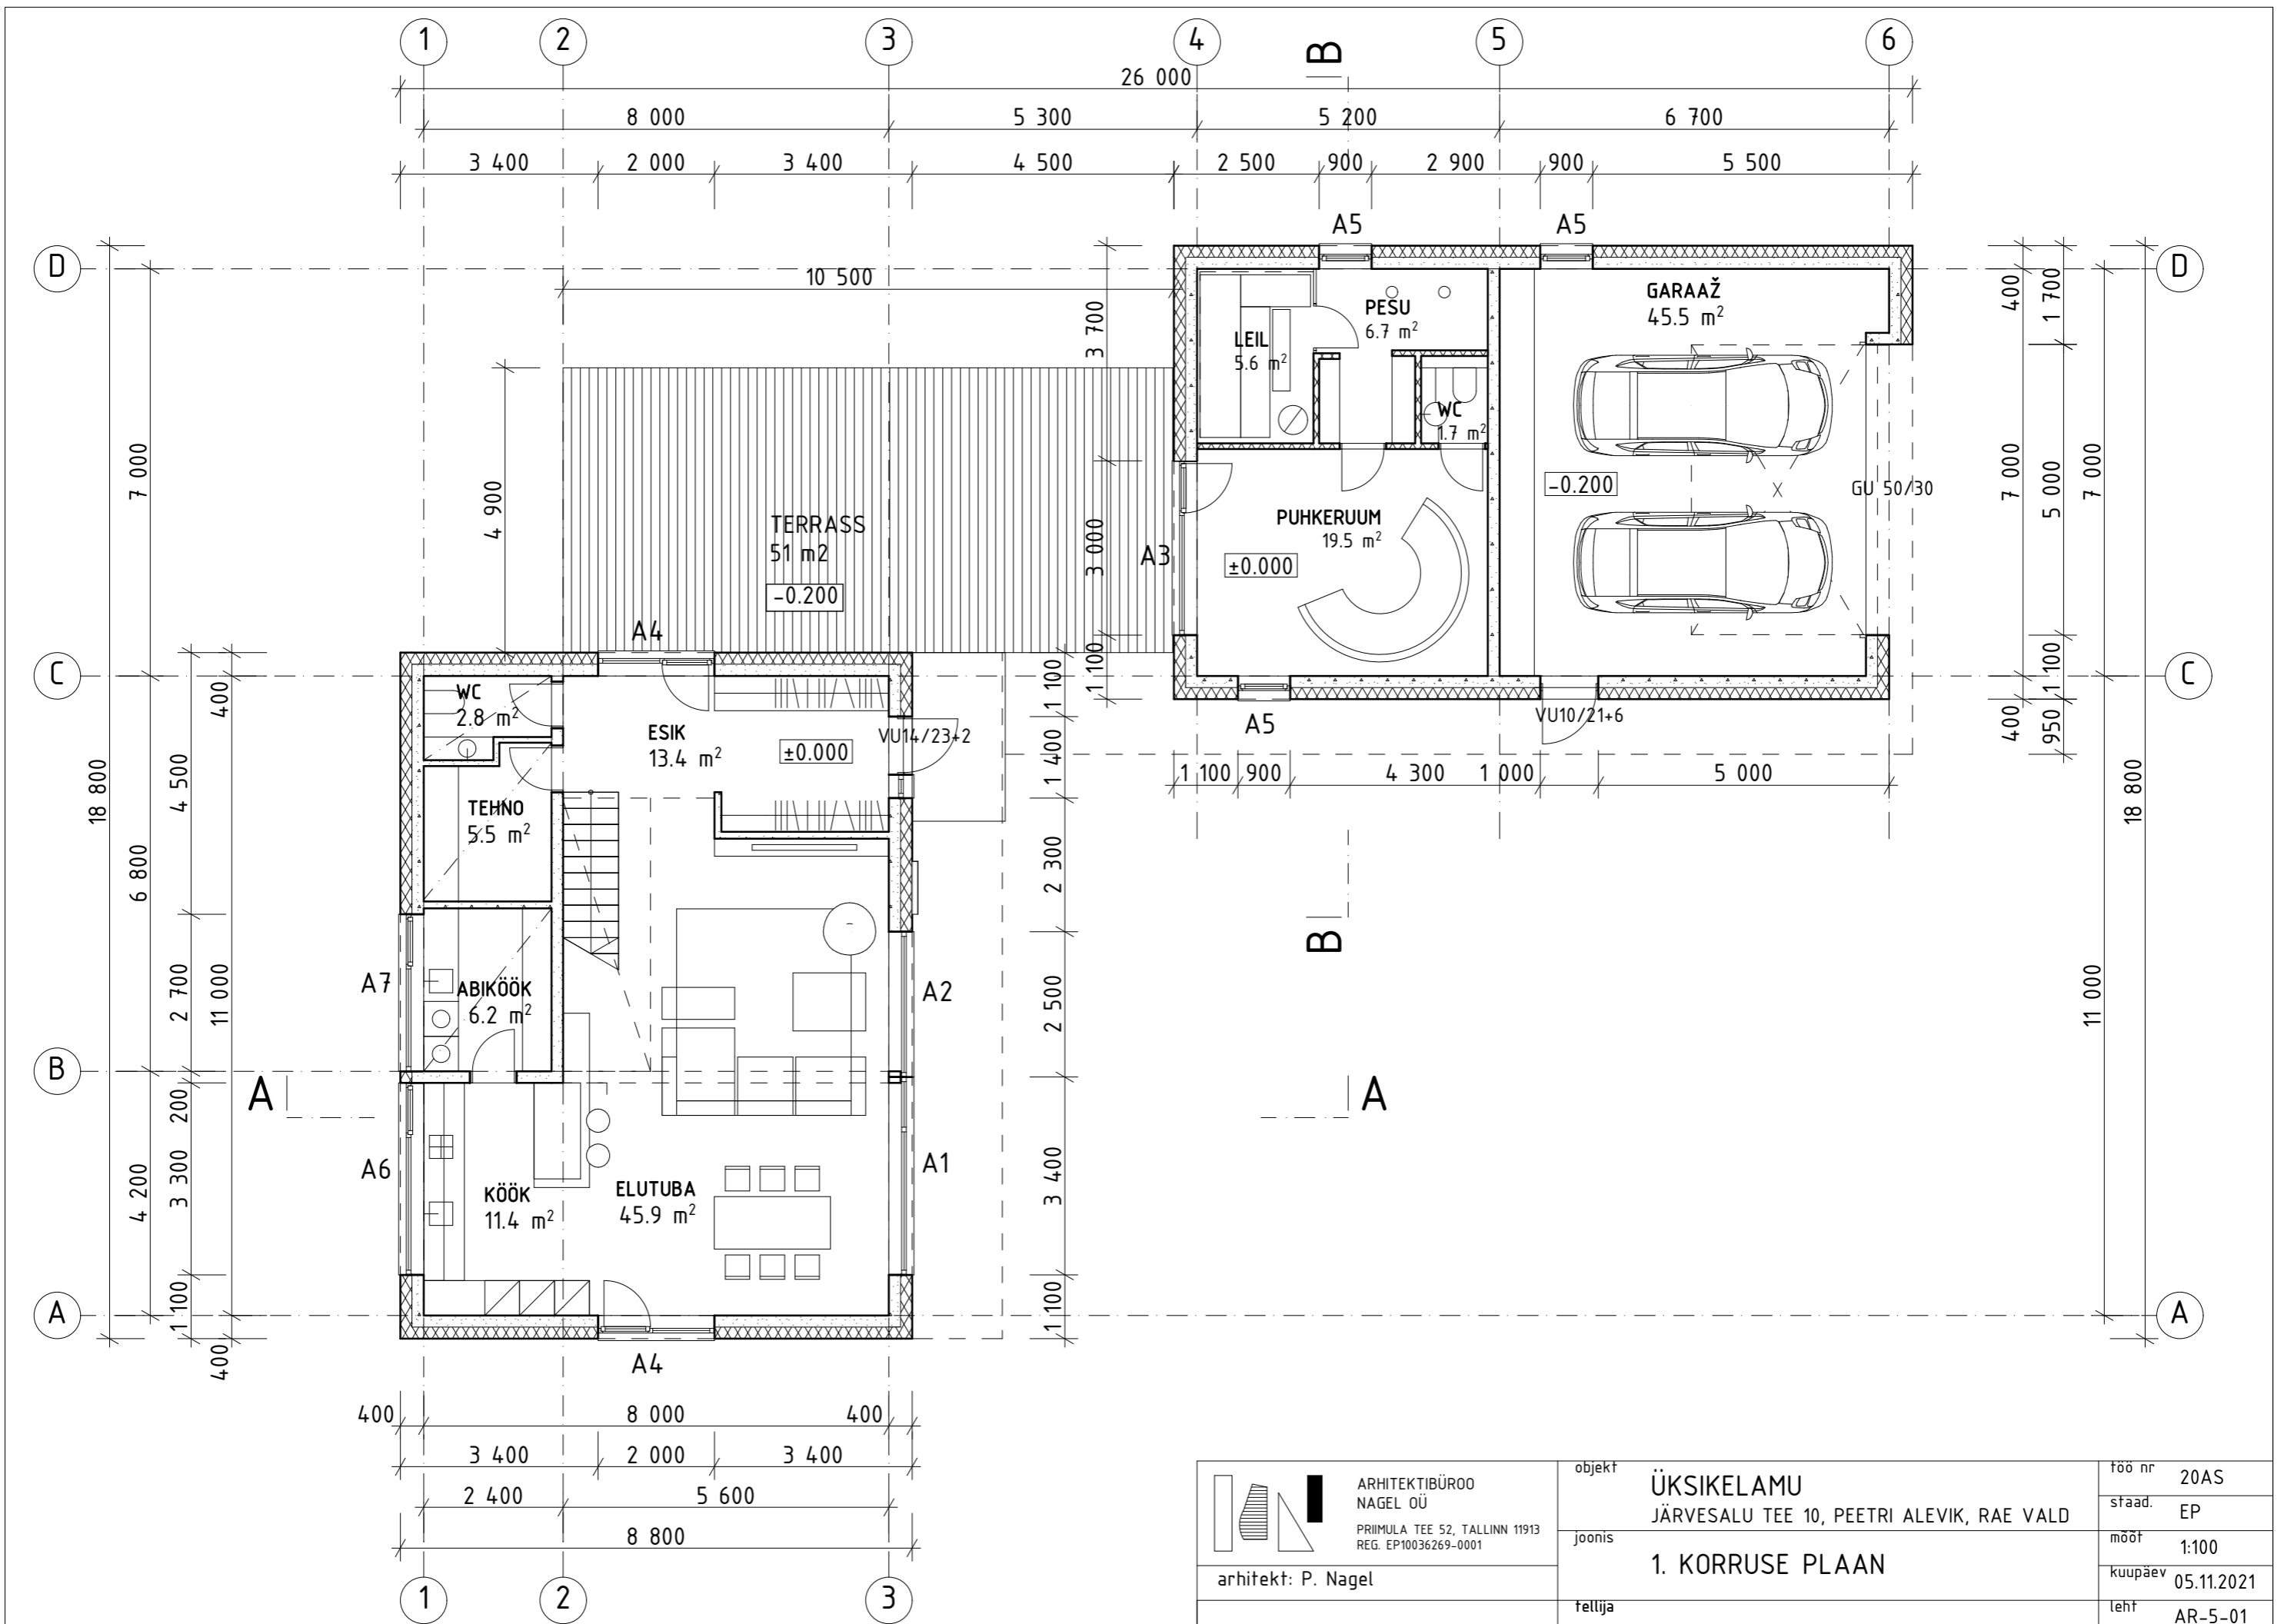 1 2 3 4 B 5 6
26 000
8 000 5 300 5 200 6 700
3 400 2 000 3 400 4 500 2 500 900 2 900 900 5 500
A5 A5
D D
10 500
3 700
400
1 700
PESU
6.7 m²
GARAAŽ
45.5 m²
LEIL
5.6 m²
WC
1.7 m²
7 000
4 900
-0.200
GU 50/30
7 000
5 000
7 000
TERRASS
51 m2
-0.200
3 000
A3
PUHKERUUM
19.5 m²
±0.000
A4
C C
400
1 100
1 100
1 100
400
950
WC
2.8 m²
ESIK
13.4 m²
±0.000
VU14/23+2
A5
VU10/21+6
1 400
1 100 900 4 300 1 000 5 000
18 800
6 800
4 500
TEHNO
5.5 m²
2 300
18 800
B
A7
ABIKÖÖK
6.2 m²
A2
2 700
11 000
2 500
11 000
B
A A
200
A6
A1
4 200
3 300
KÖÖK
11.4 m²
ELUTUBA
45.9 m²
3 400
A A
1 100
400
1 100
A4
400 8 000 400
3 400 2 000 3 400
2 400 5 600
8 800
1 2 3
ARHITEKTIBÜROO
NAGEL OÜ
PRIIMULA TEE 52, TALLINN 11913
REG. EP10036269-0001
arhitekt: P. Nagel
objekt
ÜKSIKELAMU
JÄRVESALU TEE 10, PEETRI ALEVIK, RAE VALD
joonis
1. KORRUSE PLAAN
tellija
töö nr 20AS
staad. EP
mõõt 1:100
kuupäev 05.11.2021
leht AR-5-01